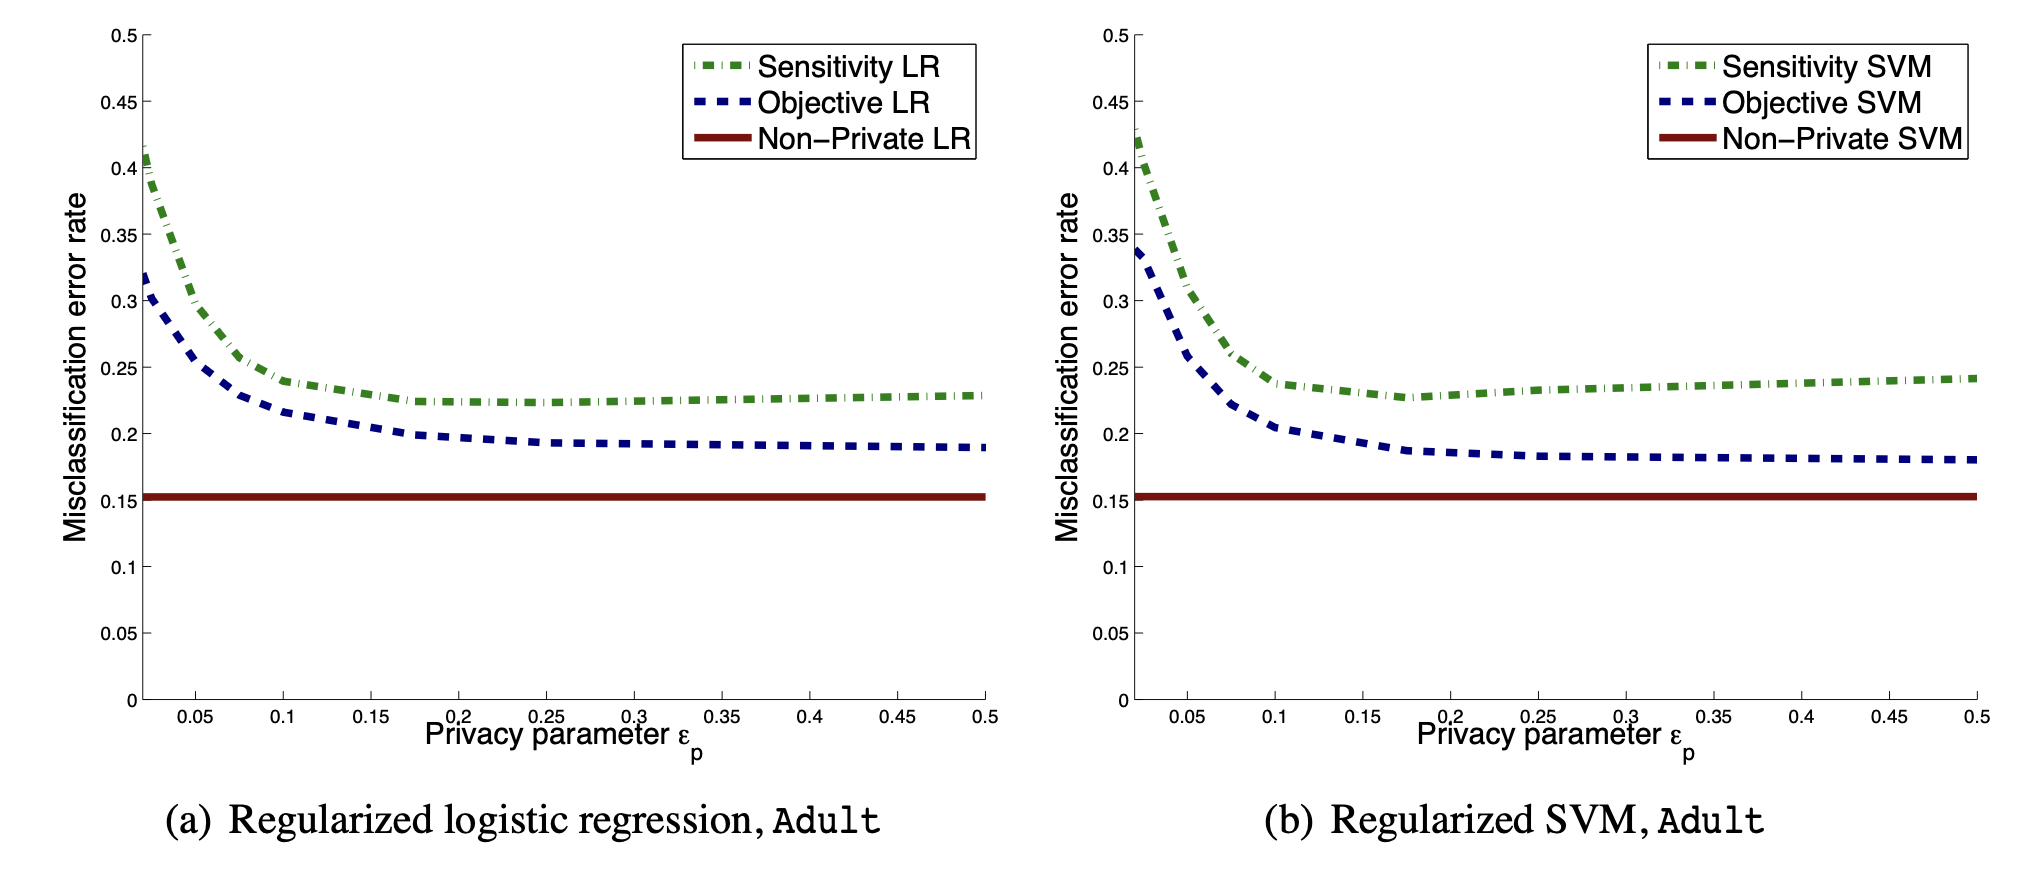 0.5
0.45
0.4
0.35
0.3
0.25
0.2
0.15
0.1
0.05
0
Misclassification error rate
Sensitivity LR
Objective LR
Non−Private LR
0.05 0.1 0.15 0.2 0.25 0.3 0.35 0.4 0.45 0.5
Privacy parameter εp
(a) Regularized logistic regression, Adult
0.5
0.45
0.4
0.35
0.3
0.25
0.2
0.15
0.1
0.05
0
Misclassification error rate
Sensitivity SVM
Objective SVM
Non−Private SVM
0.05 0.1 0.15 0.2 0.25 0.3 0.35 0.4 0.45 0.5
Privacy parameter εp
(b) Regularized SVM, Adult